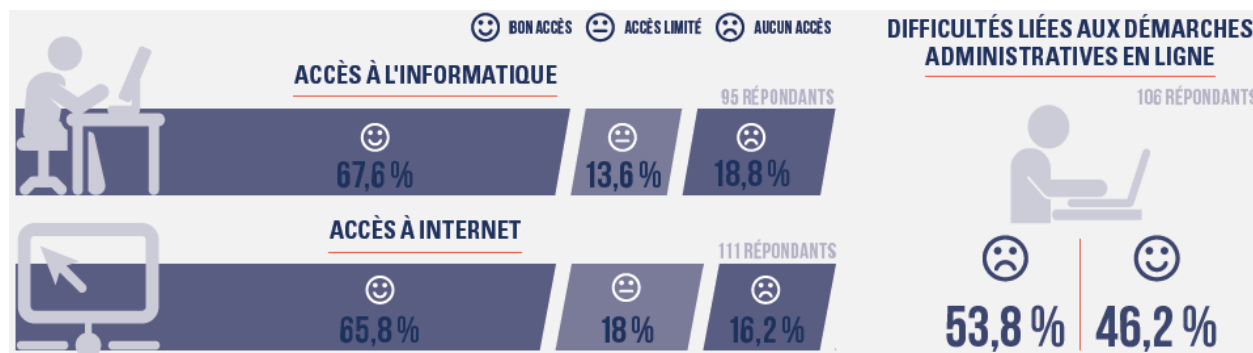 BON ACCÈS ACCÈS LIMITÉ AUCUN ACCÈS
ACCÈS À L'INFORMATIQUE
95 RÉPONDANTS
67,6 % 13,6 % 18,8 %
ACCÈS À INTERNET
111 RÉPONDANTS
65,8 % 18 % 16,2 %
DIFFICULTÉS LIÉES AUX DÉMARCHES
ADMINISTRATIVES EN LIGNE
106 RÉPONDANTS
53,8 % 46,2 %